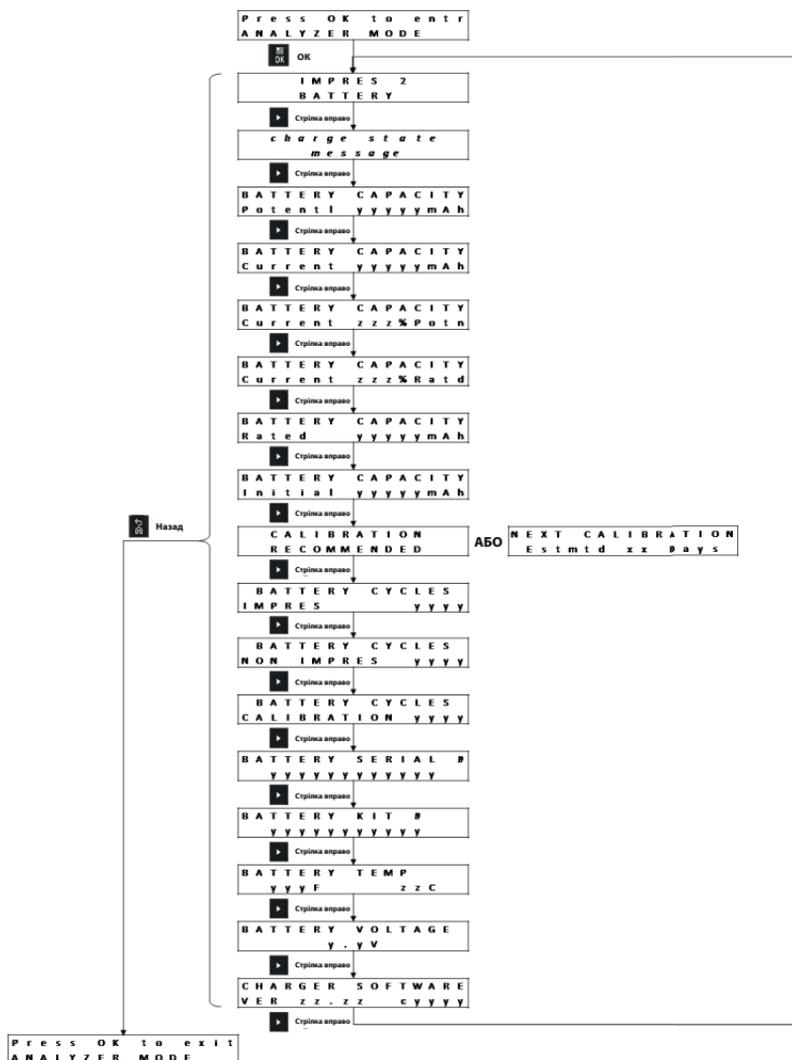 Press OK to entr
ANALYZER MODE
OK
OK
IMPRES 2
BATTERY
Стрілка вправо
charge state
message
Стрілка вправо
BATTERY CAPACITY
Potentl yyyyymAh
Стрілка вправо
BATTERY CAPACITY
Current yyyyymAh
Стрілка вправо
BATTERY CAPACITY
Current zzz%Potn
Стрілка вправо
BATTERY CAPACITY
Current zzz%Ratd
Стрілка вправо
BATTERY CAPACITY
Rated yyyyymAh
Стрілка вправо
BATTERY CAPACITY
Initial yyyyymAh
Стрілка вправо
Назад
CALIBRATION
RECOMMENDED
АБО
NEXT CALIBRATION
Estmtd xx Days
Стрілка вправо
BATTERY CYCLES
IMPRES yyyy
Стрілка вправо
BATTERY CYCLES
NON IMPRES yyyy
Стрілка вправо
BATTERY CYCLES
CALIBRATION yyyy
Стрілка вправо
BATTERY SERIAL #
yyyyyyyyyyyy
Стрілка вправо
BATTERY KIT #
yyyyyyyyyyy
Стрілка вправо
BATTERY TEMP
yyyF zzC
Стрілка вправо
BATTERY VOLTAGE
y.yV
Стрілка вправо
CHARGER SOFTWARE
VER zz.zz cyyyy
Стрілка вправо
Press OK to exit
ANALYZER MODE